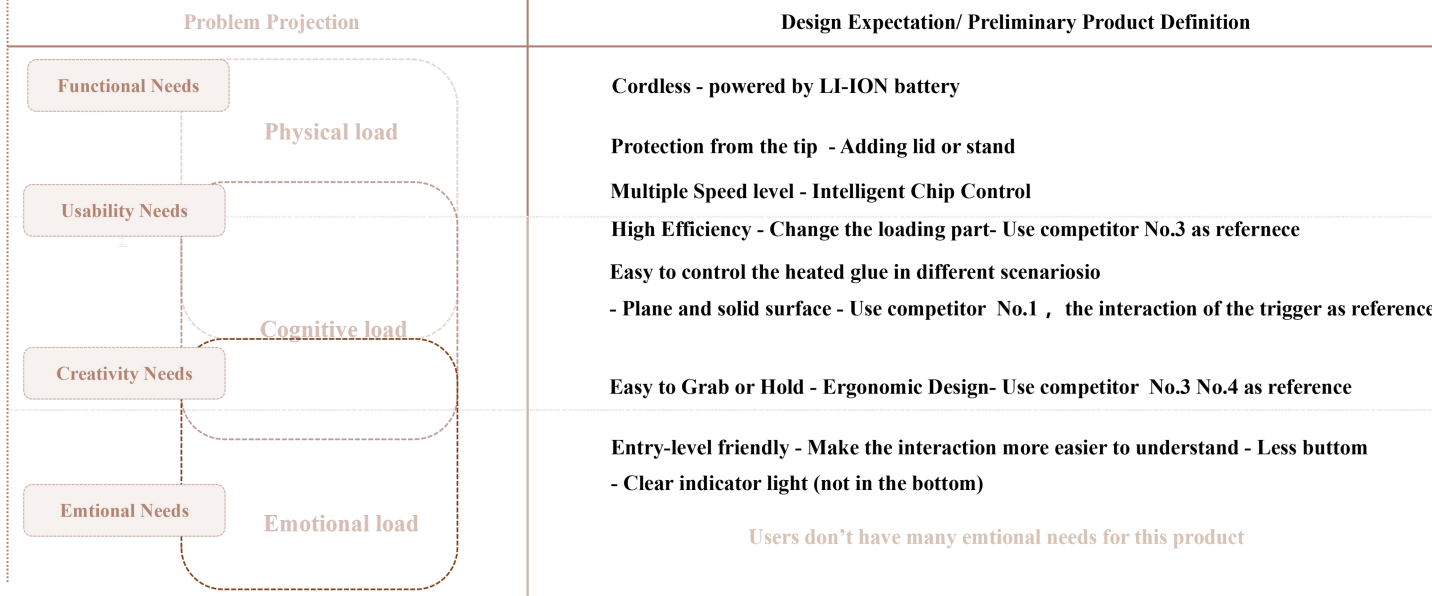 Problem Projection
Design Expectation/ Preliminary Product Definition
Functional Needs
Physical load
Usability Needs
Cognitive load
Creativity Needs
Emtional Needs
Emotional load
Cordless - powered by LI-ION battery
Protection from the tip - Adding lid or stand
Multiple Speed level - Intelligent Chip Control
High Efficiency - Change the loading part- Use competitor No.3 as refernece
Easy to control the heated glue in different scenariosio
- Plane and solid surface - Use competitor No.1 ， the interaction of the trigger as reference
Easy to Grab or Hold - Ergonomic Design- Use competitor No.3 No.4 as reference
Entry-level friendly - Make the interaction more easier to understand - Less buttom
- Clear indicator light (not in the bottom)
Users don’t have many emtional needs for this product